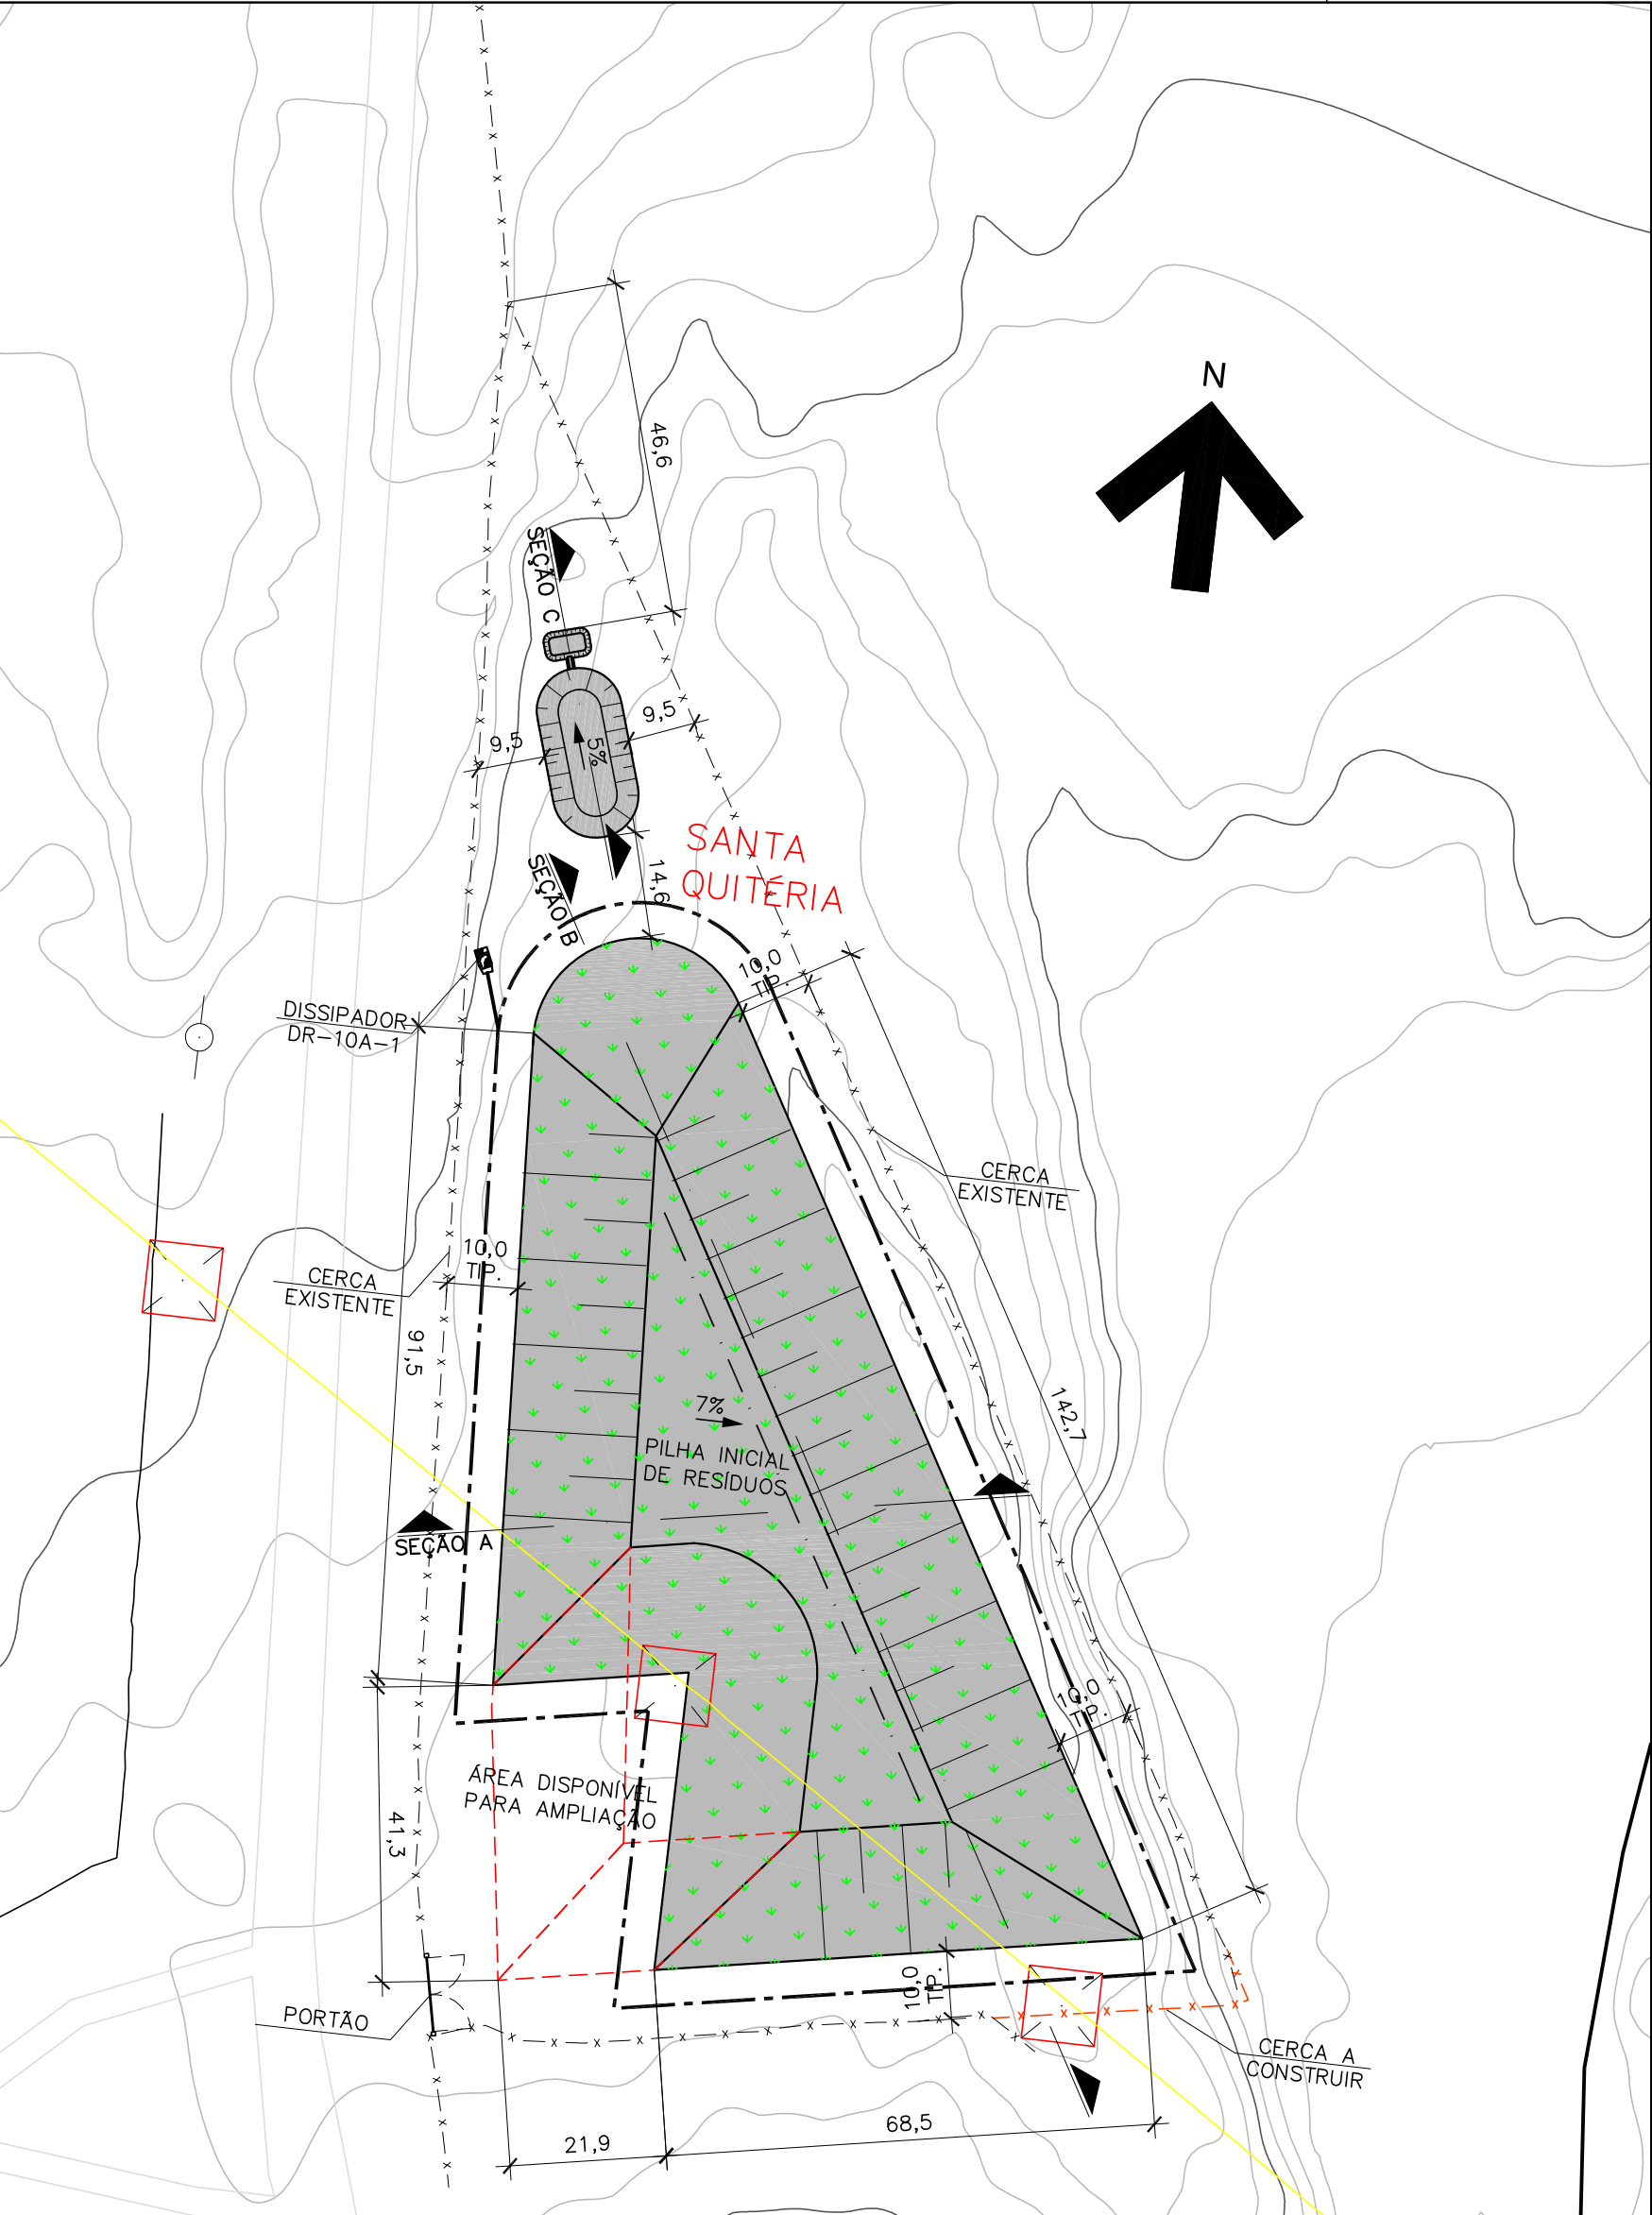 N
46,6
SEÇÃO C
9,5
9,5
5%
SANTA
QUITÉRIA
14,6
SEÇÃO B
10,0
TIP.
DISSIPADOR
DR-10A-1
CERCA
EXISTENTE
10,0
TIP.
CERCA
EXISTENTE
91,5
142,7
7%
PILHA INICIAL
DE RESÍDUOS
SEÇÃO A
10,0
TIP.
ÁREA DISPONÍVEL
PARA AMPLIAÇÃO
41,3
10,0
TIP.
PORTÃO
CERCA A
CONSTRUIR
68,5
21,9